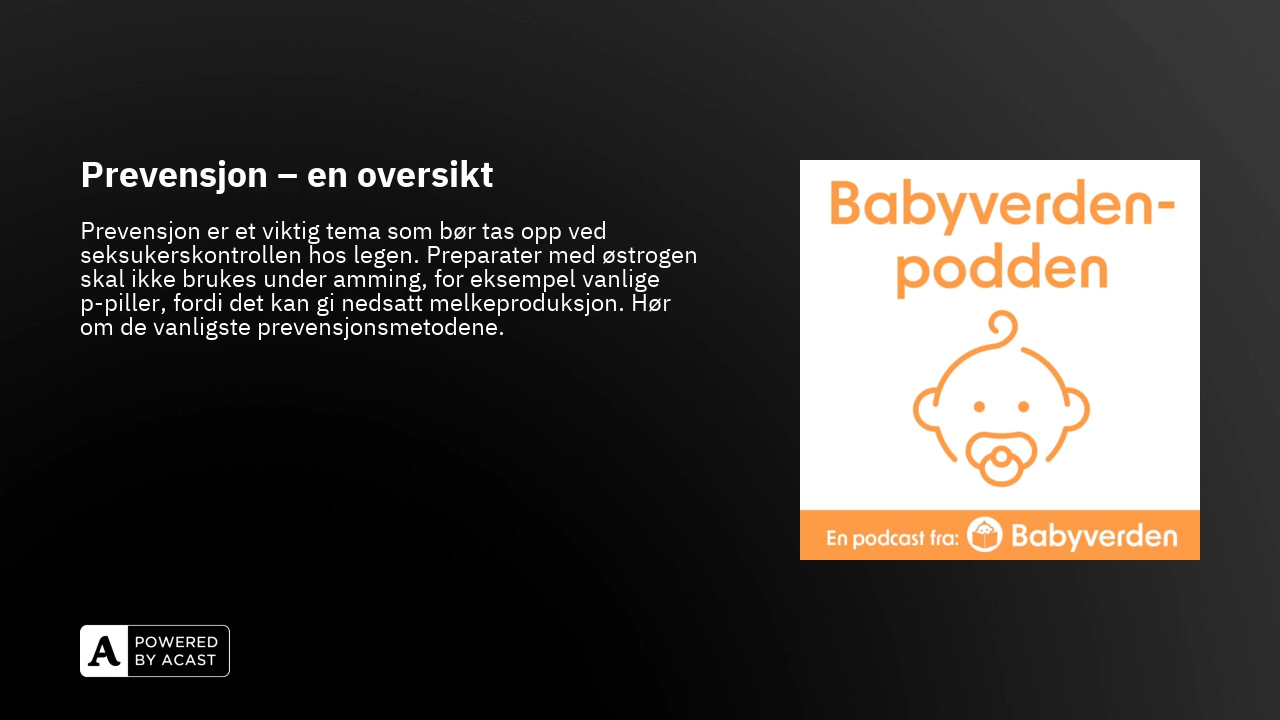 Prevensjon – en oversikt
Prevensjon er et viktig tema som bør tas opp ved
seksukerskontrollen hos legen. Preparater med østrogen
skal ikke brukes under amming, for eksempel vanlige
p-piller, fordi det kan gi nedsatt melkeproduksjon. Hør
om de vanligste prevensjonsmetodene.
Babyverden-
podden
En podcast fra: Babyverden
A POWERED
BY ACAST